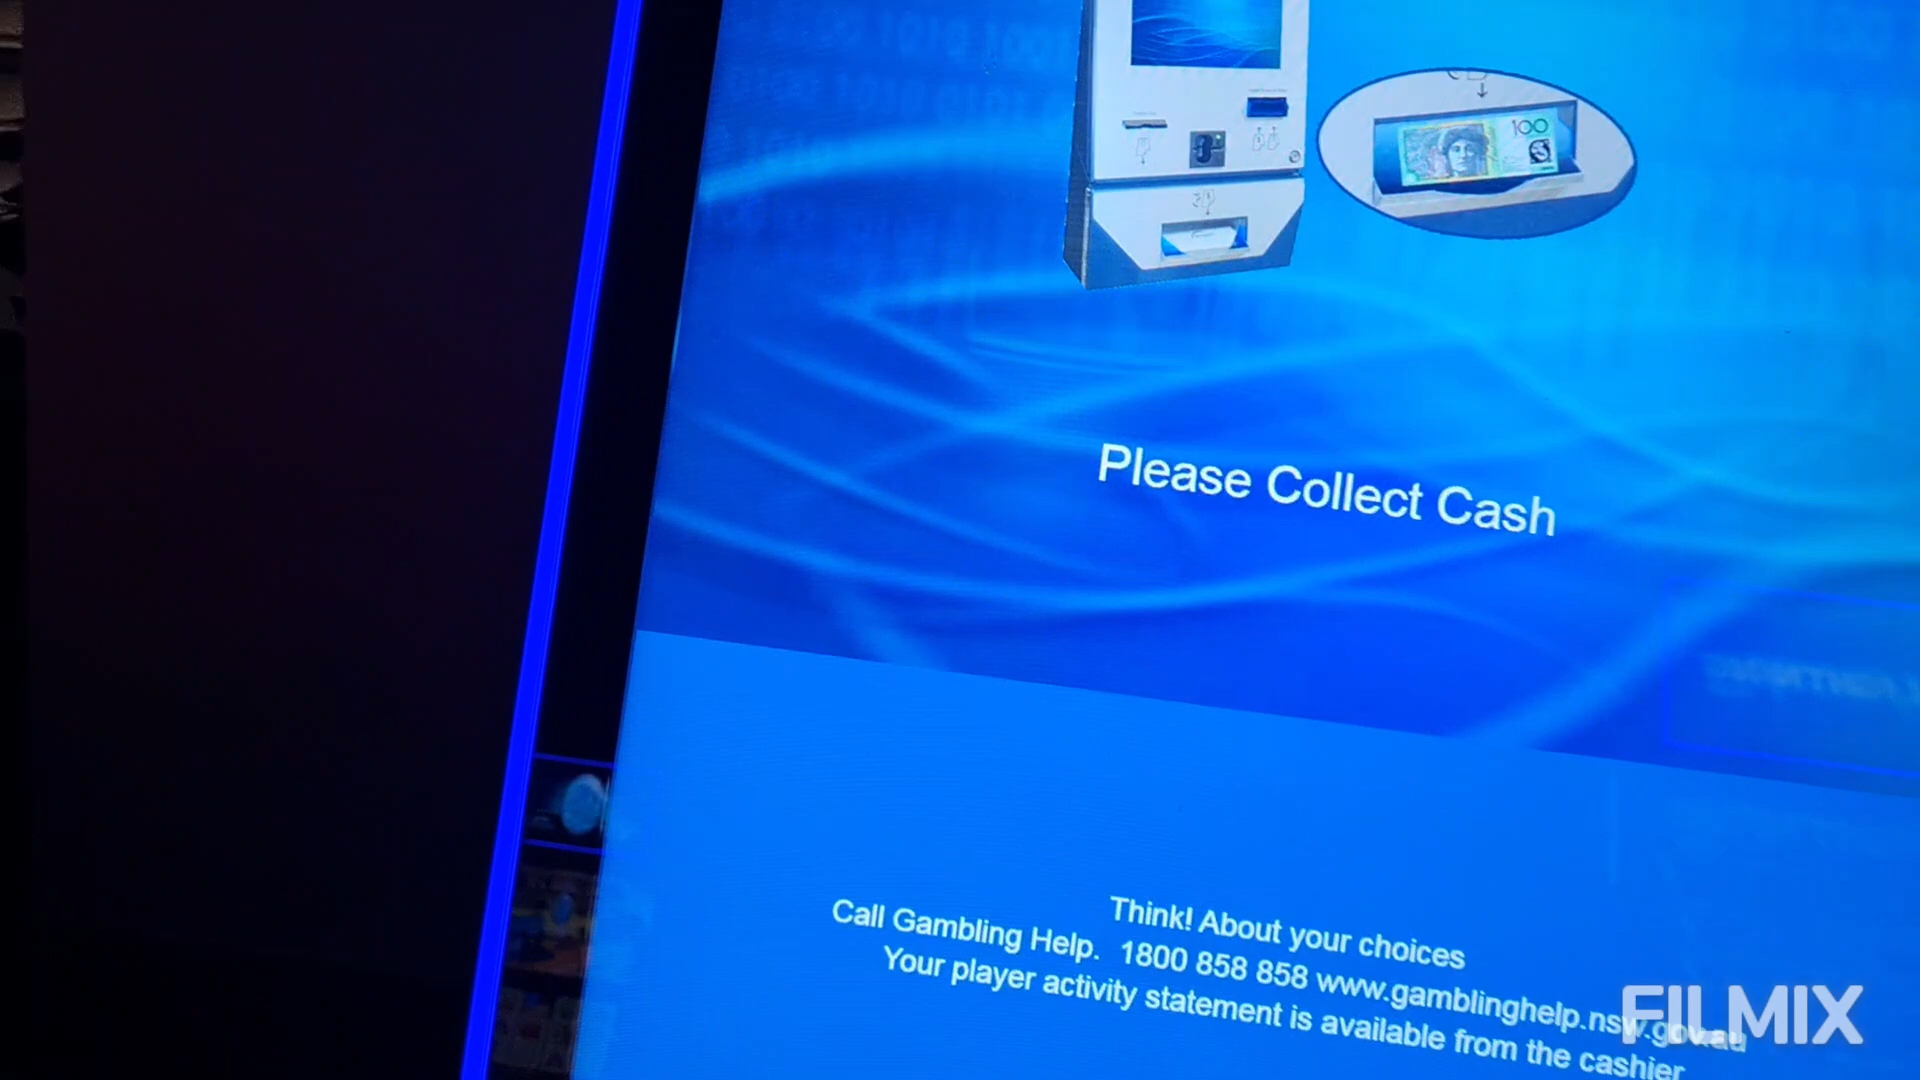 100
Please Collect Cash
Think! About your choices
Call Gambling Help. 1800 858 858 www.gamblinghelp.nsw.gov.au
Your player activity statement is available from the cashier
FILMIX